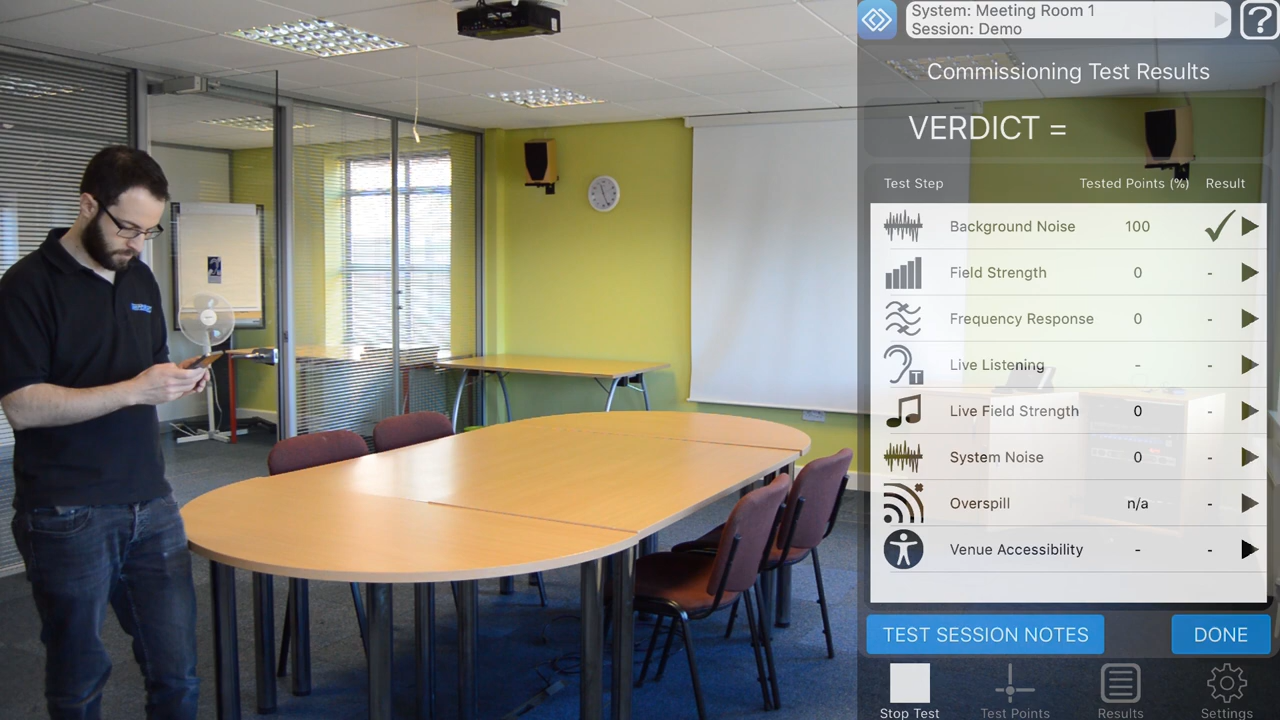 System: Meeting Room 1
Session: Demo
?
Commissioning Test Results
VERDICT =
Test Step Tested Points (%) Result
Background Noise 100
Field Strength 0 -
Frequency Response 0 -
Live Listening - -
T
Live Field Strength 0 -
System Noise 0 -
Overspill n/a -
Venue Accessibility - -
TEST SESSION NOTES DONE
Stop Test Test Points Results Settings